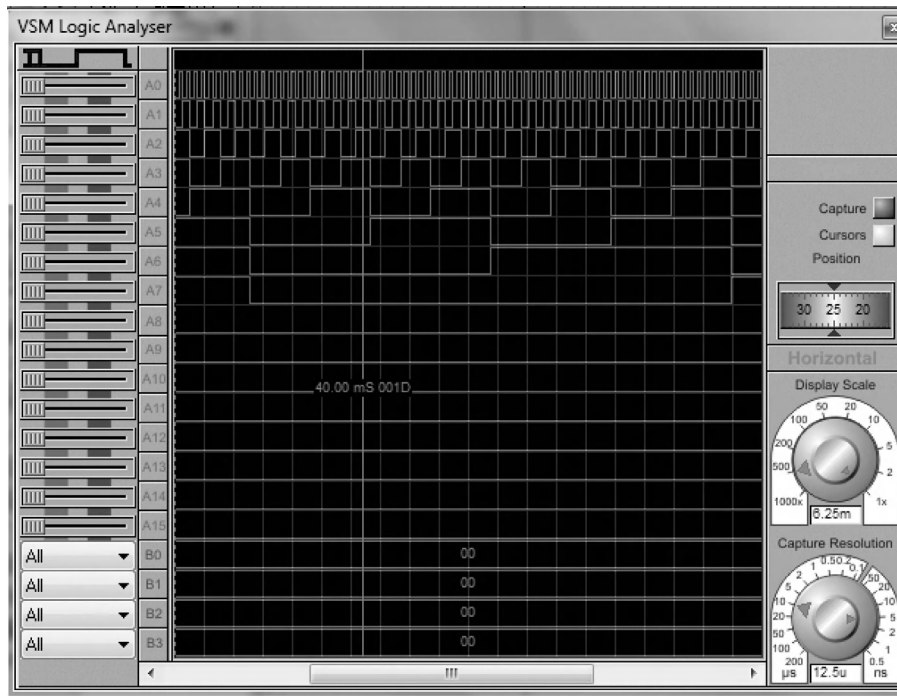 VSM Logic Analyser
x
A0
A1
A2
A3
A4
A5
A6
A7
A8
A9
A10
A11
A12
A13
A14
A15
40.00 mS 001D
All B0 00
All B1 00
All B2 00
All B3 00
Capture
Cursors
Position
30 25 20
Horizontal
Display Scale
50 20
100 10
200 5
500 2
1000x 1x
6.25m
Capture Resolution
1 0.50.2 0.1
2 50
5 20
10 10
20 5
50 2
100 1
200 0.5
µs 12.5u ns